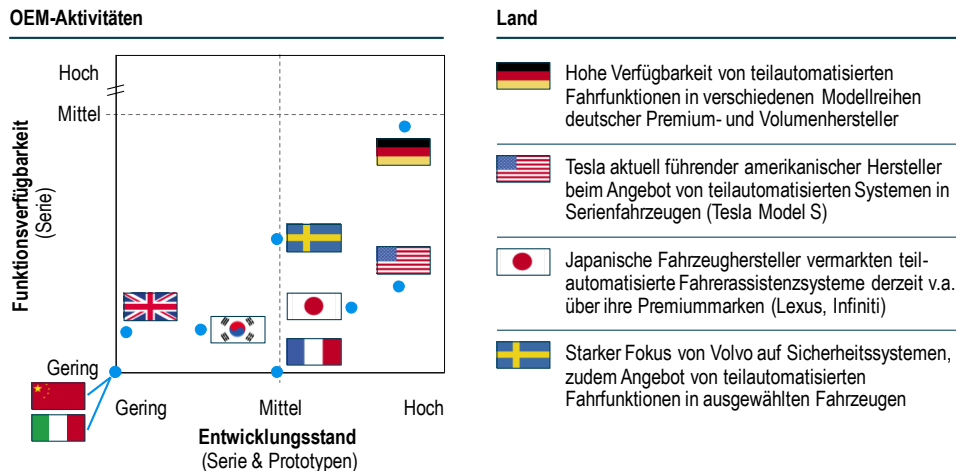 OEM-Aktivitäten
Hoch
Mittel
Gering
Funktionsverfügbarkeit
(Serie)
Gering Mittel Hoch
Entwicklungsstand
(Serie & Prototypen)
Land
Hohe Verfügbarkeit von teilautomatisierten
Fahrfunktionen in verschiedenen Modellreihen
deutscher Premium- und Volumenhersteller
Tesla aktuell führender amerikanischer Hersteller
beim Angebot von teilautomatisierten Systemen in
Serienfahrzeugen (Tesla Model S)
Japanische Fahrzeughersteller vermarkten teil-
automatisierte Fahrerassistenzsysteme derzeit v.a.
über ihre Premiummarken (Lexus, Infiniti)
Starker Fokus von Volvo auf Sicherheitssystemen,
zudem Angebot von teilautomatisierten
Fahrfunktionen in ausgewählten Fahrzeugen